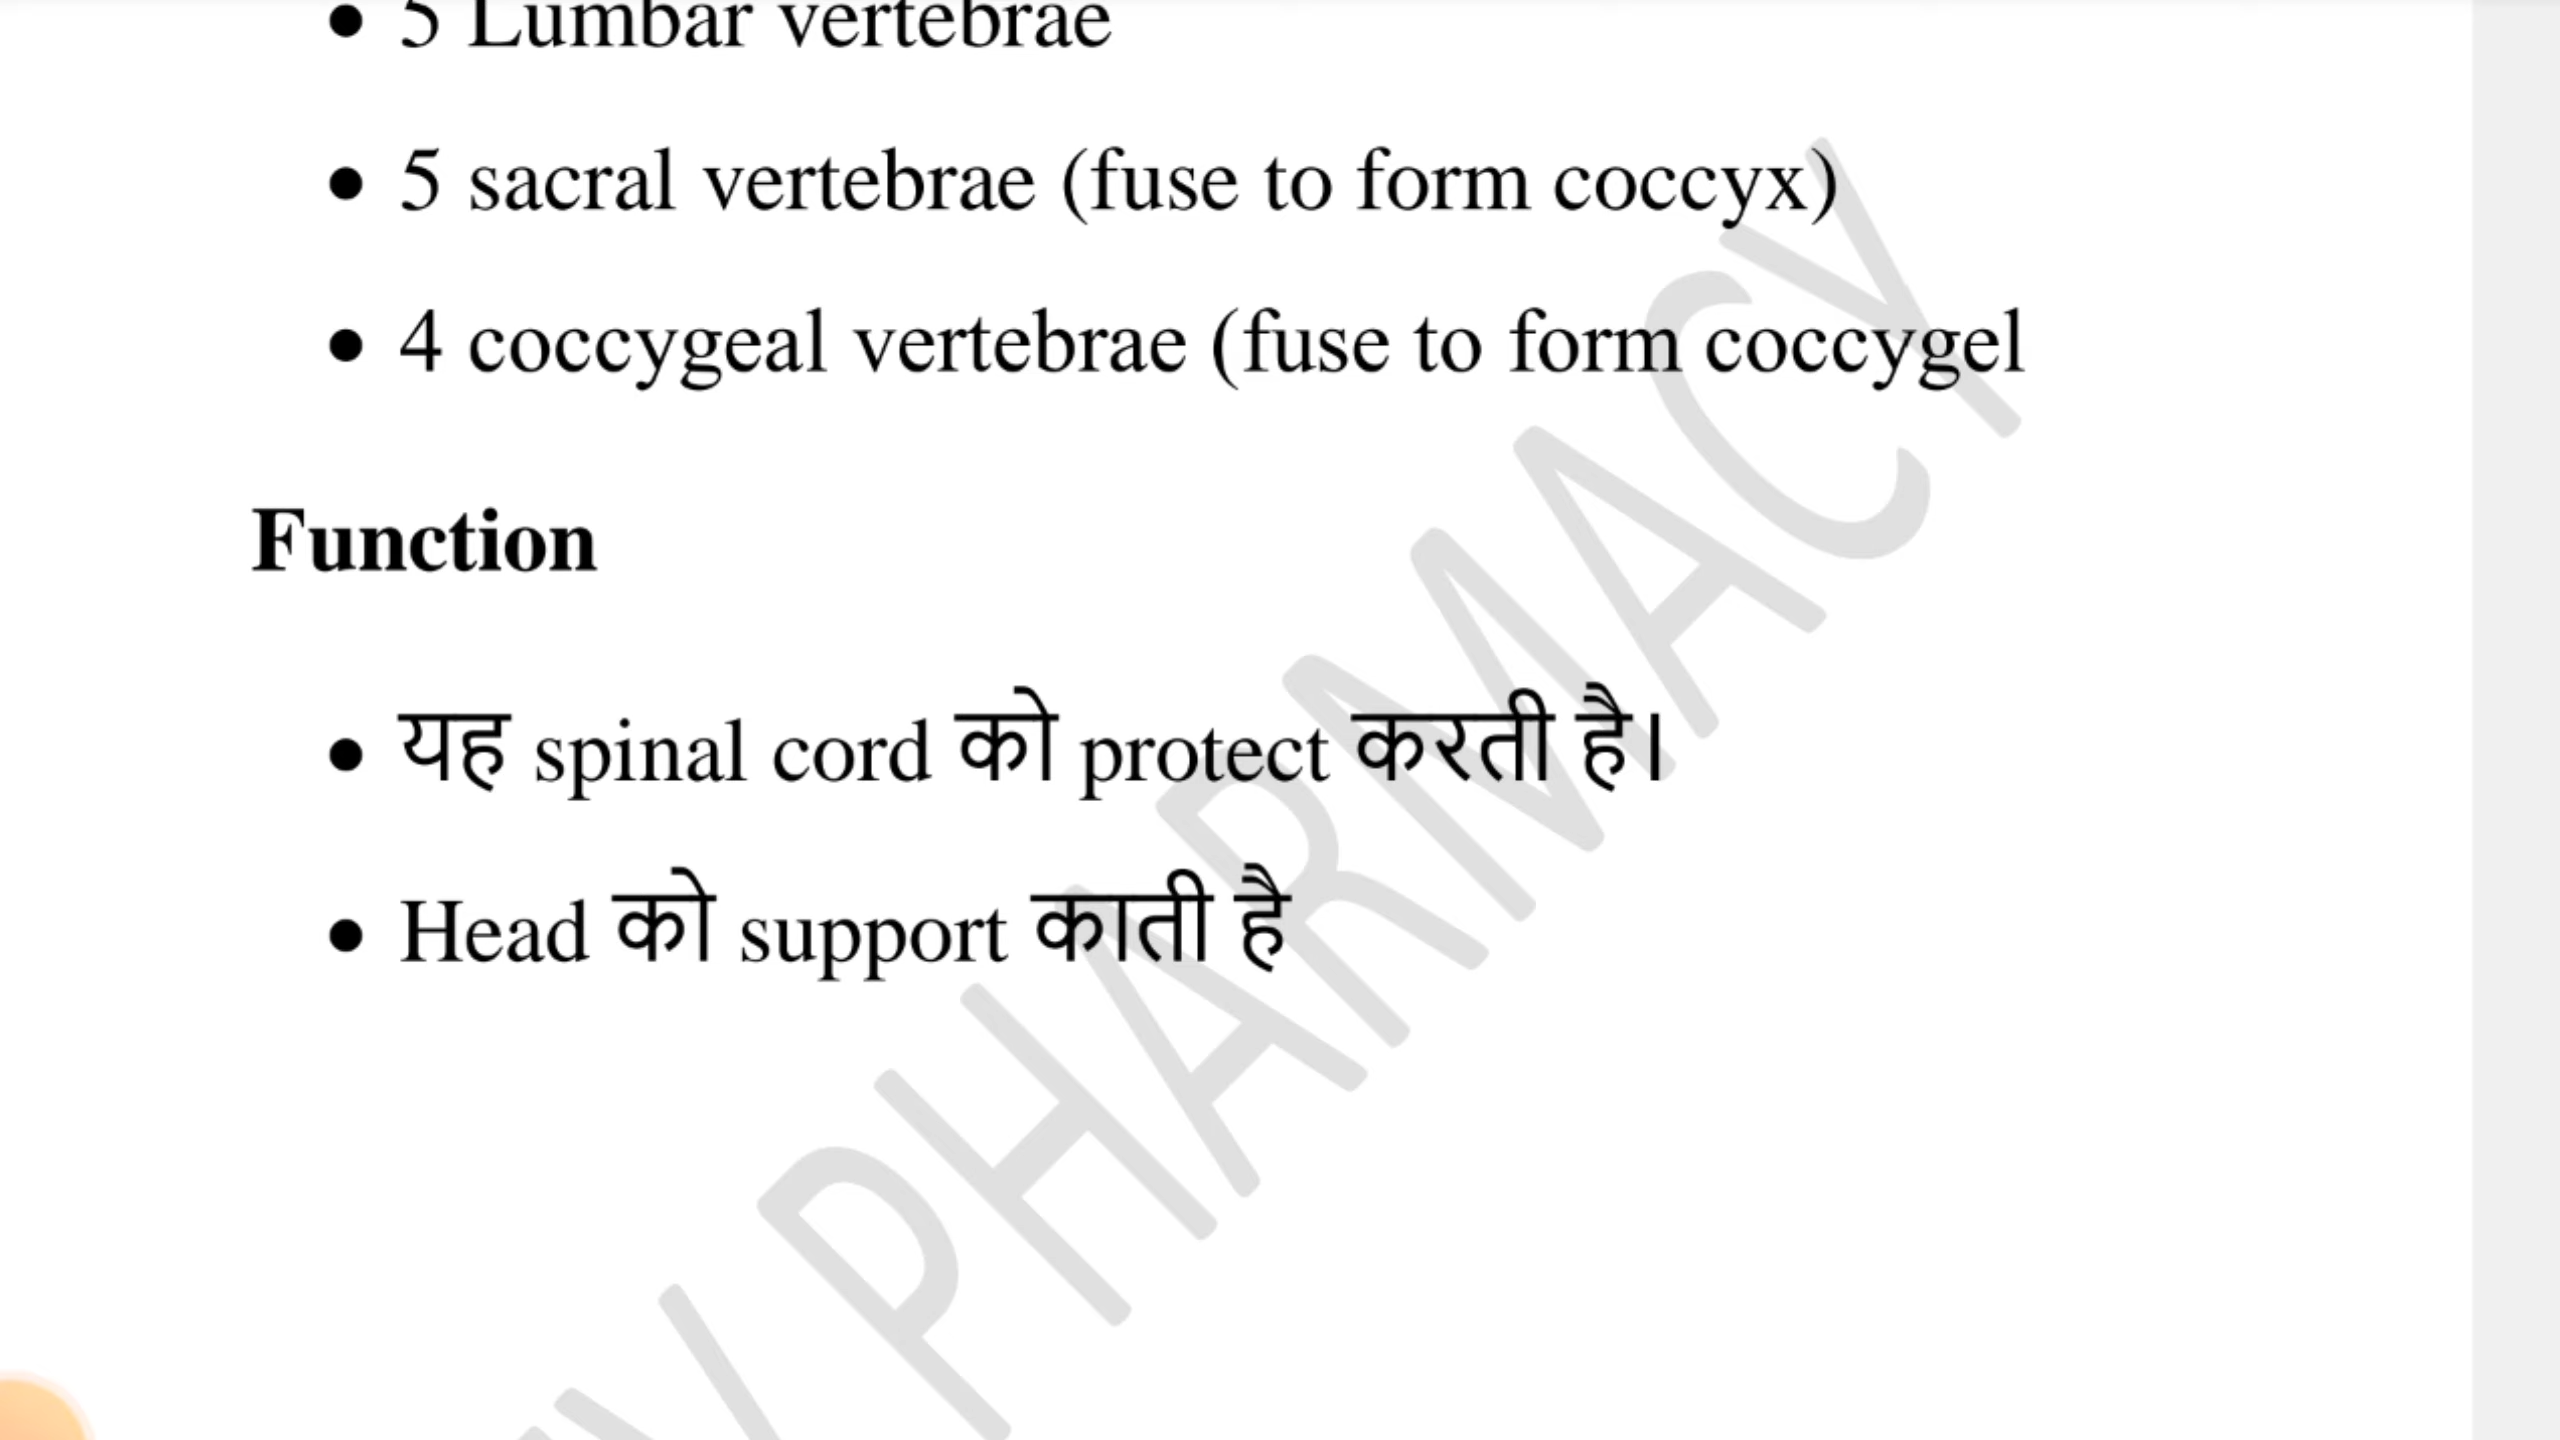 • 5 Lumbar vertebrae
• 5 sacral vertebrae (fuse to form coccyx)
• 4 coccygeal vertebrae (fuse to form coccygel
Function
• यह spinal cord को protect करती है।
• Head को support काती है
PHARMACY